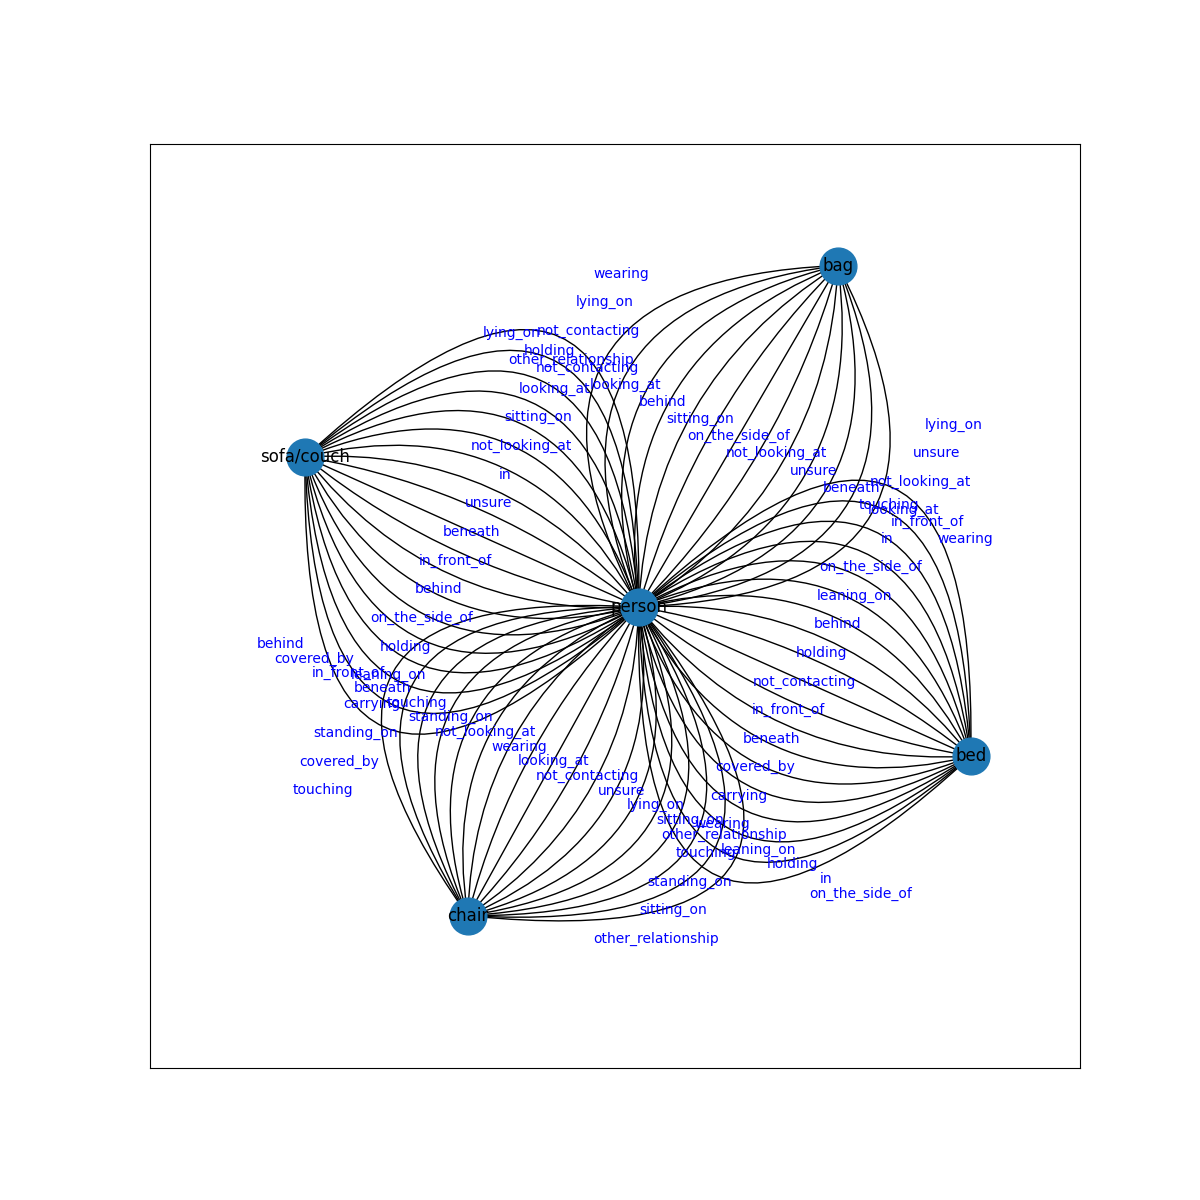 bag
wearing
lying_on
not_contacting
other_relationship
looking_at
behind
sitting_on
on_the_side_of
not_looking_at
unsure
beneath
touching
in_front_of
wearing
lying_on
holding
not_contacting
looking_at
sitting_on
not_looking_at
in
unsure
beneath
in_front_of
behind
on_the_side_of
holding
leaning_on
carrying
standing_on
covered_by
touching
sofa/couch
person
lying_on
unsure
not_looking_at
looking_at
in
on_the_side_of
leaning_on
behind
holding
not_contacting
in_front_of
beneath
covered_by
carrying
wearing
touching
standing_on
sitting_on
other_relationship
bed
behind
covered_by
in_front_of
beneath
touching
standing_on
not_looking_at
wearing
looking_at
not_contacting
unsure
lying_on
sitting_on
other_relationship
leaning_on
holding
in
on_the_side_of
chair